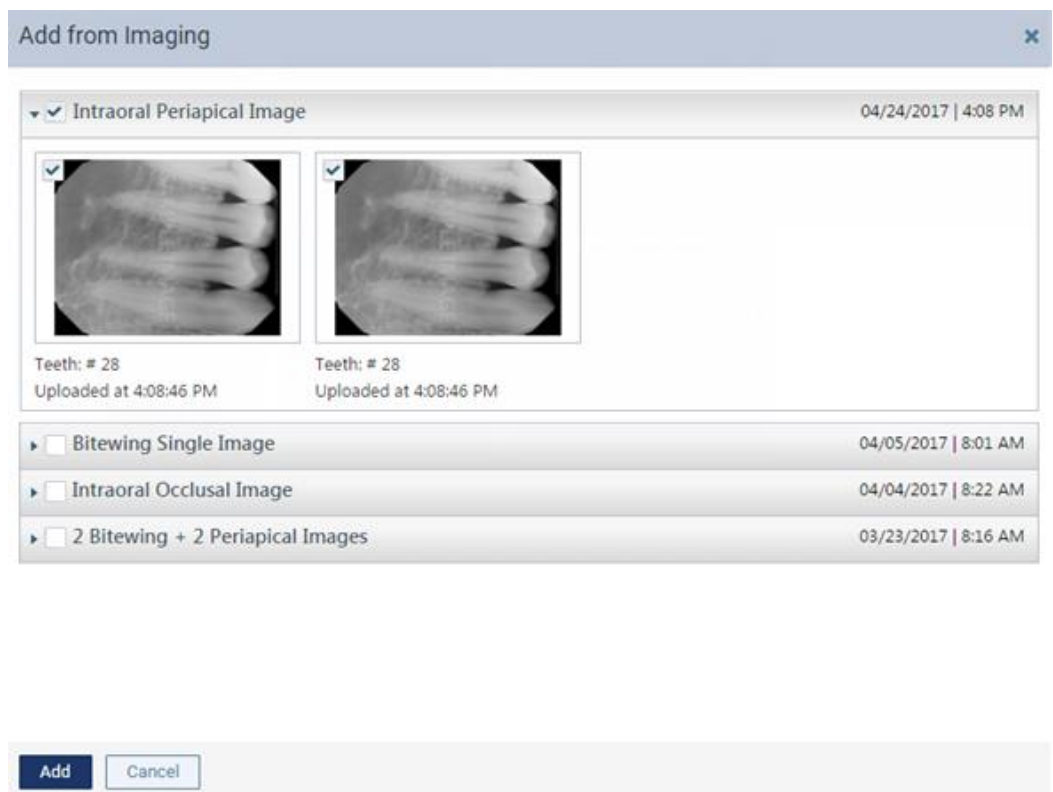 Add from Imaging
Intraoral Periapical Image 04/24/2017 | 4:08 PM
Teeth: # 28 Teeth: # 28
Uploaded at 4:08:46 PM Uploaded at 4:08:46 PM
Bitewing Single Image 04/05/2017 | 8:01 AM
Intraoral Occlusal Image 04/04/2017 | 8:22 AM
2 Bitewing + 2 Periapical Images 03/23/2017 | 8:16 AM
Add Cancel